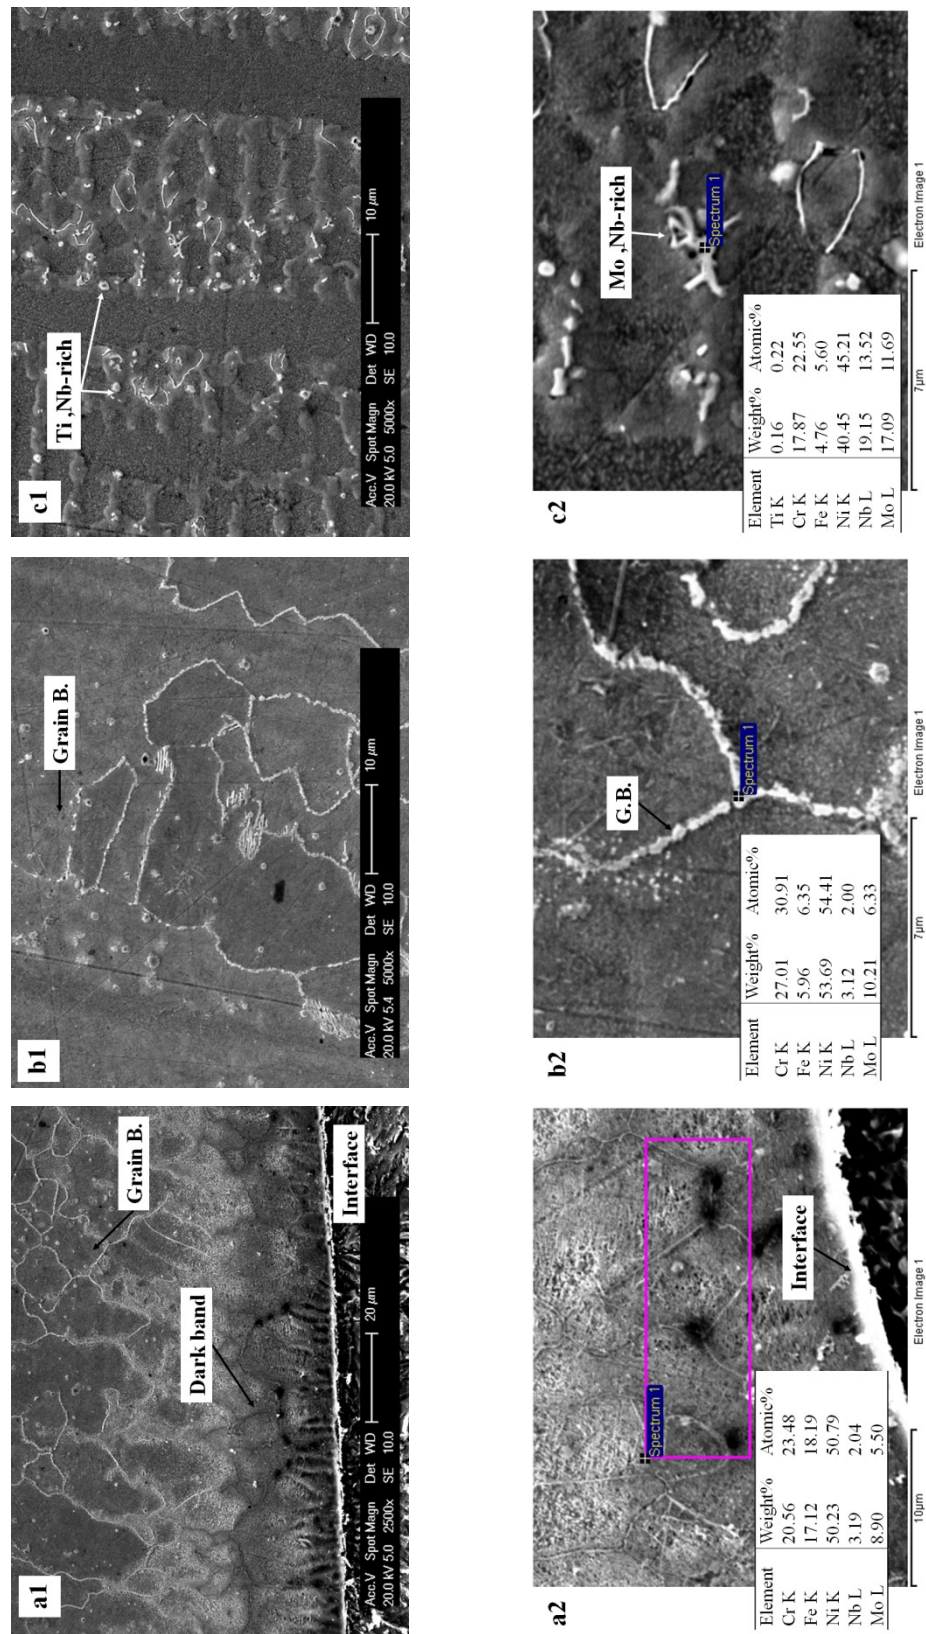 a1
Grain B.
Dark band
Interface
Acc.V Spot Magn Det WD
20.0 kV 5.0 2500x SE 10.0
20 µm
b1
Grain B.
Acc.V Spot Magn Det WD
20.0 kV 5.4 5000x SE 10.0
10 µm
c1
Ti ,Nb-rich
Acc.V Spot Magn Det WD
20.0 kV 5.0 5000x SE 10.0
10 µm
a2
Spectrum 1
Interface
Element Weight% Atomic%
Cr K 20.56 23.48
Fe K 17.12 18.19
Ni K 50.23 50.79
Nb L 3.19 2.04
Mo L 8.90 5.50
10µm
Electron Image 1
b2
G.B.
Spectrum 1
Element Weight% Atomic%
Cr K 27.01 30.91
Fe K 5.96 6.35
Ni K 53.69 54.41
Nb L 3.12 2.00
Mo L 10.21 6.33
7µm
Electron Image 1
c2
Mo ,Nb-rich
Spectrum 1
Element Weight% Atomic%
Ti K 0.16 0.22
Cr K 17.87 22.55
Fe K 4.76 5.60
Ni K 40.45 45.21
Nb L 19.15 13.52
Mo L 17.09 11.69
7µm
Electron Image 1